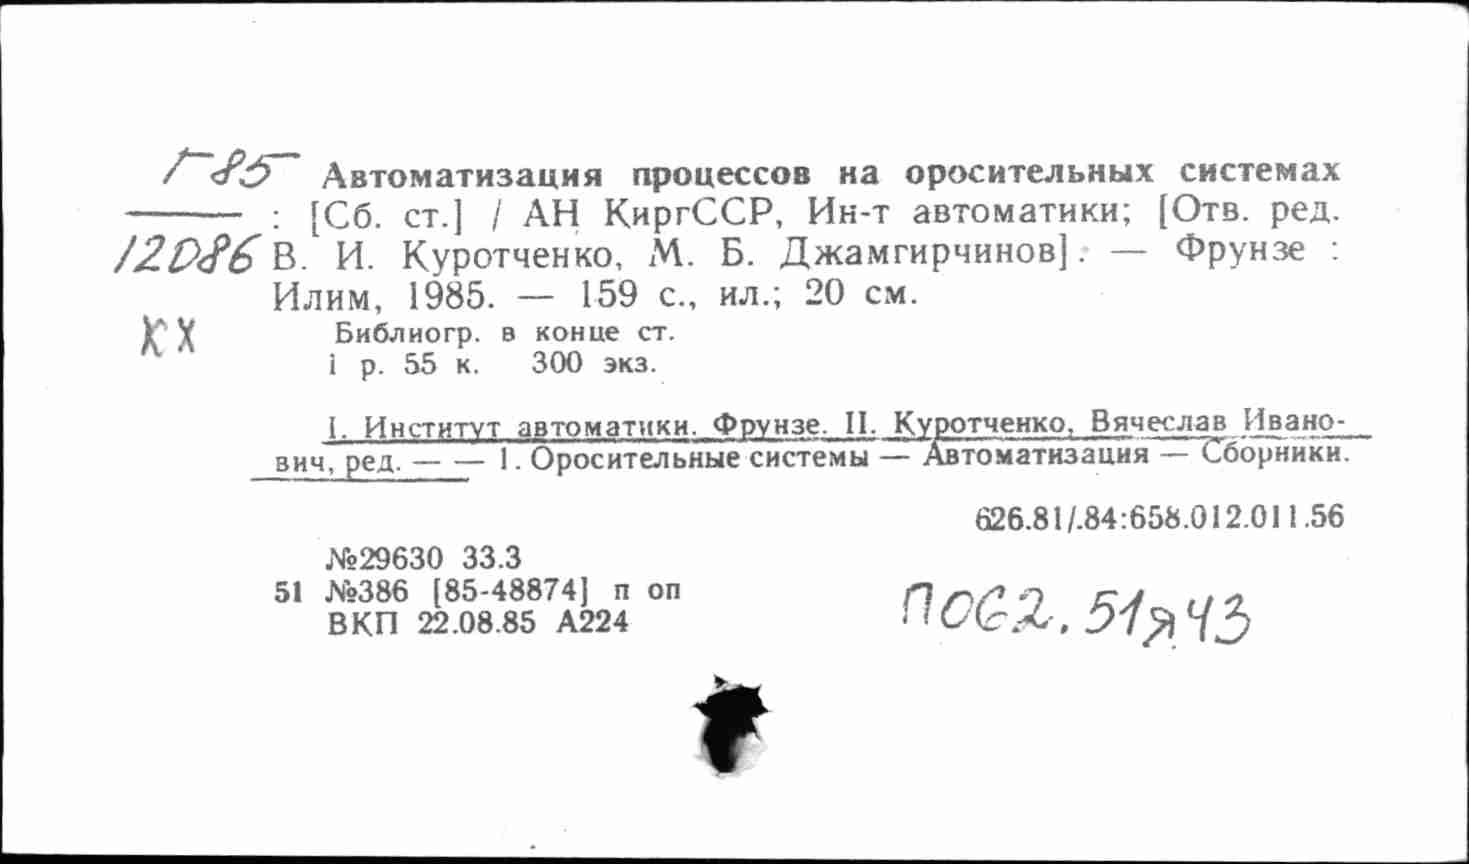 Г85 Автоматизация процессов на оросительных системах
: [Сб. ст.] / АН КиргССР, Ин-т автоматики; [Отв. ред.
12086 В. И. Куротченко, М. Б. Джамгирчинов]. — Фрунзе :
Илим, 1985. — 159 с., ил.; 20 см.
КХ
Библиогр. в конце ст.
1 р. 55 к. 300 экз.
I. Институт автоматики. Фрунзе. II. Куротченко, Вячеслав Ивано-
вич, ред. — — 1. Оросительные системы — Автоматизация — Сборники.
626.81/.84:658.012.011.56
№29630 33.3
51 №386 [85-48874] п оп
ВКП 22.08.85 А224
П062.51я43